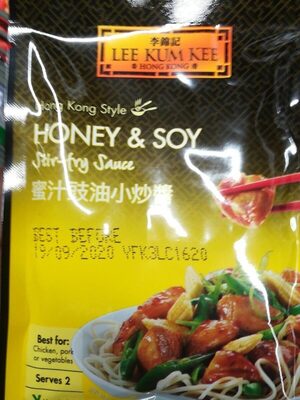 李錦記
LEE KUM KEE
HONG KONG
Hong Kong Style
HONEY & SOY
Stir-fry Sauce
蜜汁豉油小炒醬
BEST BEFORE
19/09/2020 VFK3LC1620
Best for:
Chicken, pork
or vegetables
Serves 2